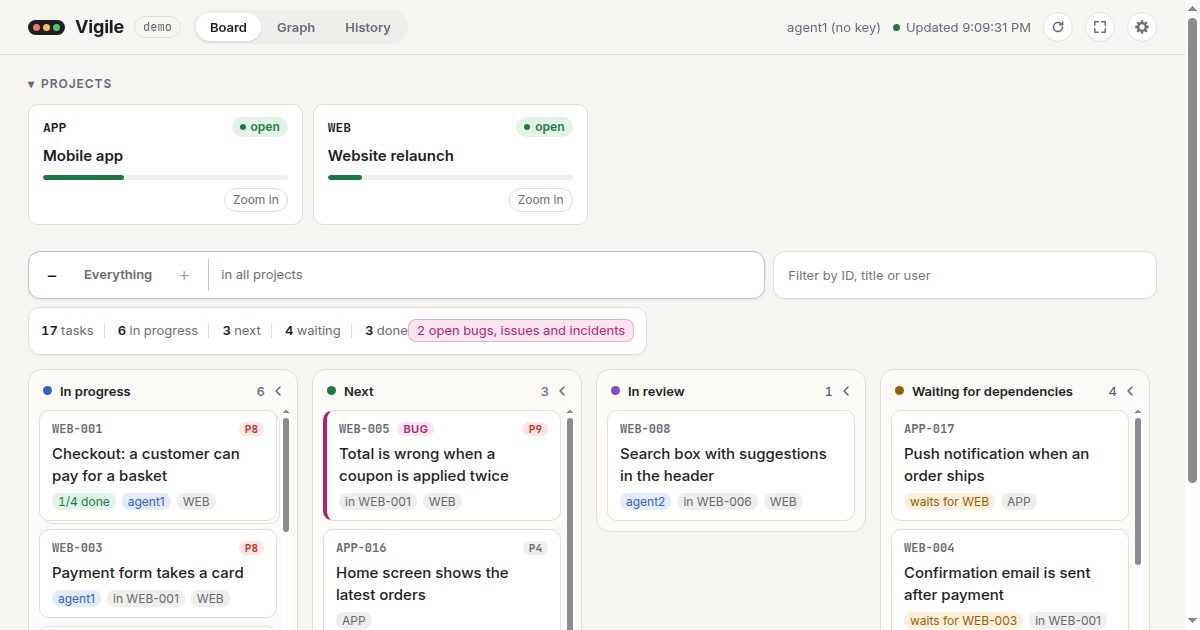 Vigile demo Board Graph History agent1 (no key) Updated 9:09:31 PM
▾ PROJECTS
APP open
Mobile app
Zoom in
WEB open
Website relaunch
Zoom in
− Everything + in all projects
Filter by ID, title or user
17 tasks 6 in progress 3 next 4 waiting 3 done 2 open bugs, issues and incidents
In progress 6
WEB-001 P8
Checkout: a customer can
pay for a basket
1/4 done agent1 WEB
WEB-003 P8
Payment form takes a card
agent1 in WEB-001 WEB
Next 3
WEB-005 BUG P9
Total is wrong when a
coupon is applied twice
in WEB-001 WEB
APP-016 P4
Home screen shows the
latest orders
APP
In review 1
WEB-008
Search box with suggestions
in the header
agent2 in WEB-006 WEB
Waiting for dependencies 4
APP-017
Push notification when an
order ships
waits for WEB APP
WEB-004
Confirmation email is sent
after payment
waits for WEB-003 in WEB-001